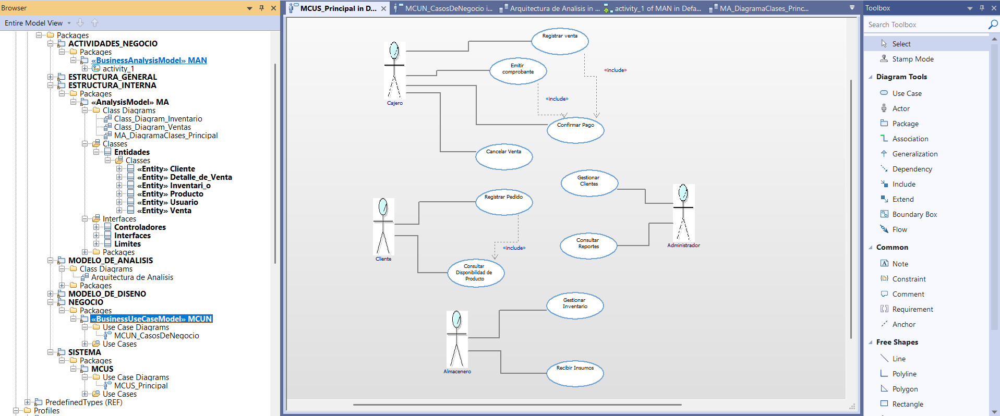 Browser
Entire Model View
Packages
ACTIVIDADES_NEGOCIO
Packages
«BusinessAnalysisModel» MAN
activity_1
ESTRUCTURA_GENERAL
ESTRUCTURA_INTERNA
Packages
«AnalysisModel» MA
Class Diagrams
Class_Diagram_Inventario
Class_Diagram_Ventas
MA_DiagramaClases_Principal
Classes
Entidades
Classes
«Entity» Cliente
«Entity» Detalle_de_Venta
«Entity» Inventari_o
«Entity» Producto
«Entity» Usuario
«Entity» Venta
Interfaces
Controladores
Interfaces
Limites
Packages
MODELO_DE_ANALISIS
Class Diagrams
Arquitectura de Analisis
Packages
MODELO_DE_DISENO
NEGOCIO
Packages
«BusinessUseCaseModel» MCUN
Use Case Diagrams
MCUN_CasosDeNegocio
Use Cases
SISTEMA
Packages
MCUS
Use Case Diagrams
MCUS_Principal
Use Cases
PredefinedTypes (REF)
Profiles
MCUS_Principal in D...
MCUN_CasosDeNegocio i...
Arquitectura de Analisis in ...
activity_1 of MAN in Defa...
MA_DiagramaClases_Princ...
Registrar venta
Emitir
comprobante
«include»
«include»
Cajero
Confirmar Pago
Cancelar Venta
Gestionar
Clientes
Registrar Pedido
Consultar
Reportes
Administrador
«include»
Cliente
Consultar
Disponibilidad de
Producto
Gestionar
Inventario
Almacenero
Recibir Insumos
Toolbox
Search Toolbox
Select
Stamp Mode
Diagram Tools
Use Case
Actor
Package
Association
Generalization
Dependency
Include
Extend
Boundary Box
Flow
Common
Note
Constraint
Comment
Requirement
Anchor
Free Shapes
Line
Polyline
Polygon
Rectangle